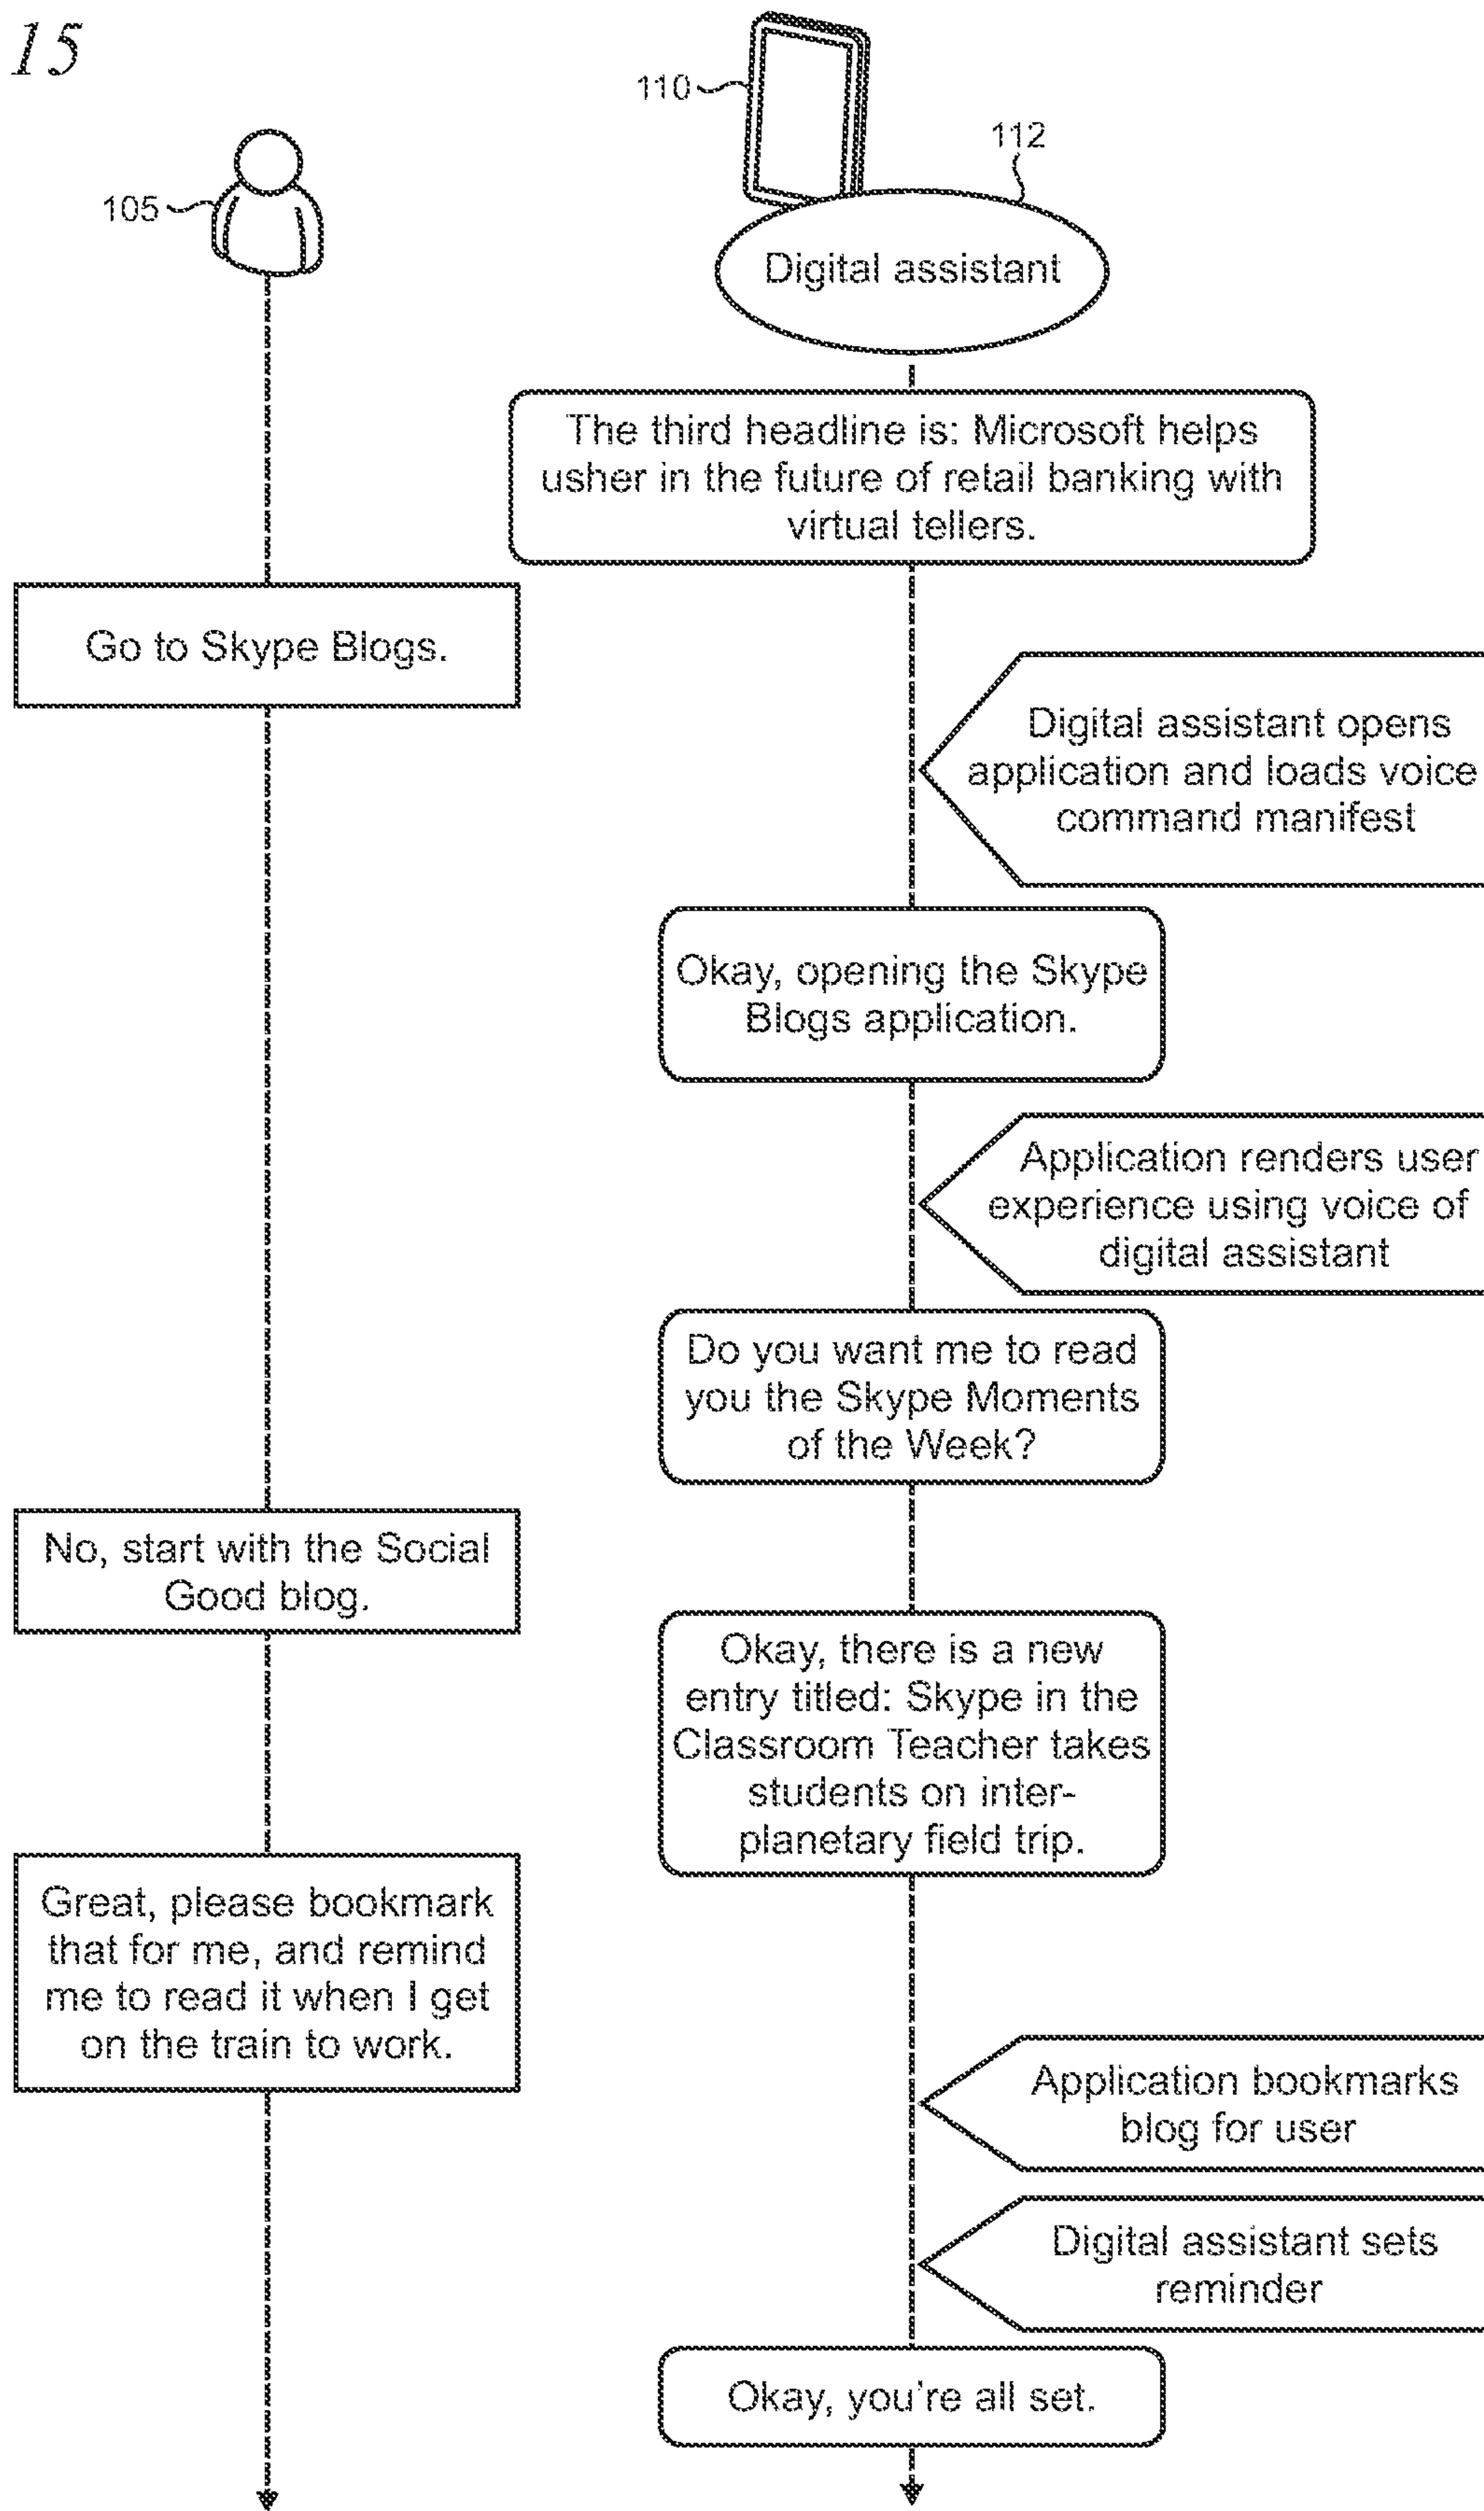 15
110
112
105
Digital assistant
The third headline is: Microsoft helps
usher in the future of retail banking with
virtual tellers.
Go to Skype Blogs.
Digital assistant opens
application and loads voice
command manifest
Okay, opening the Skype
Blogs application.
Application renders user
experience using voice of
digital assistant
Do you want me to read
you the Skype Moments
of the Week?
No, start with the Social
Good blog.
Okay, there is a new
entry titled: Skype in the
Classroom Teacher takes
students on inter-
planetary field trip.
Great, please bookmark
that for me, and remind
me to read it when I get
on the train to work.
Application bookmarks
blog for user
Digital assistant sets
reminder
Okay, you're all set.